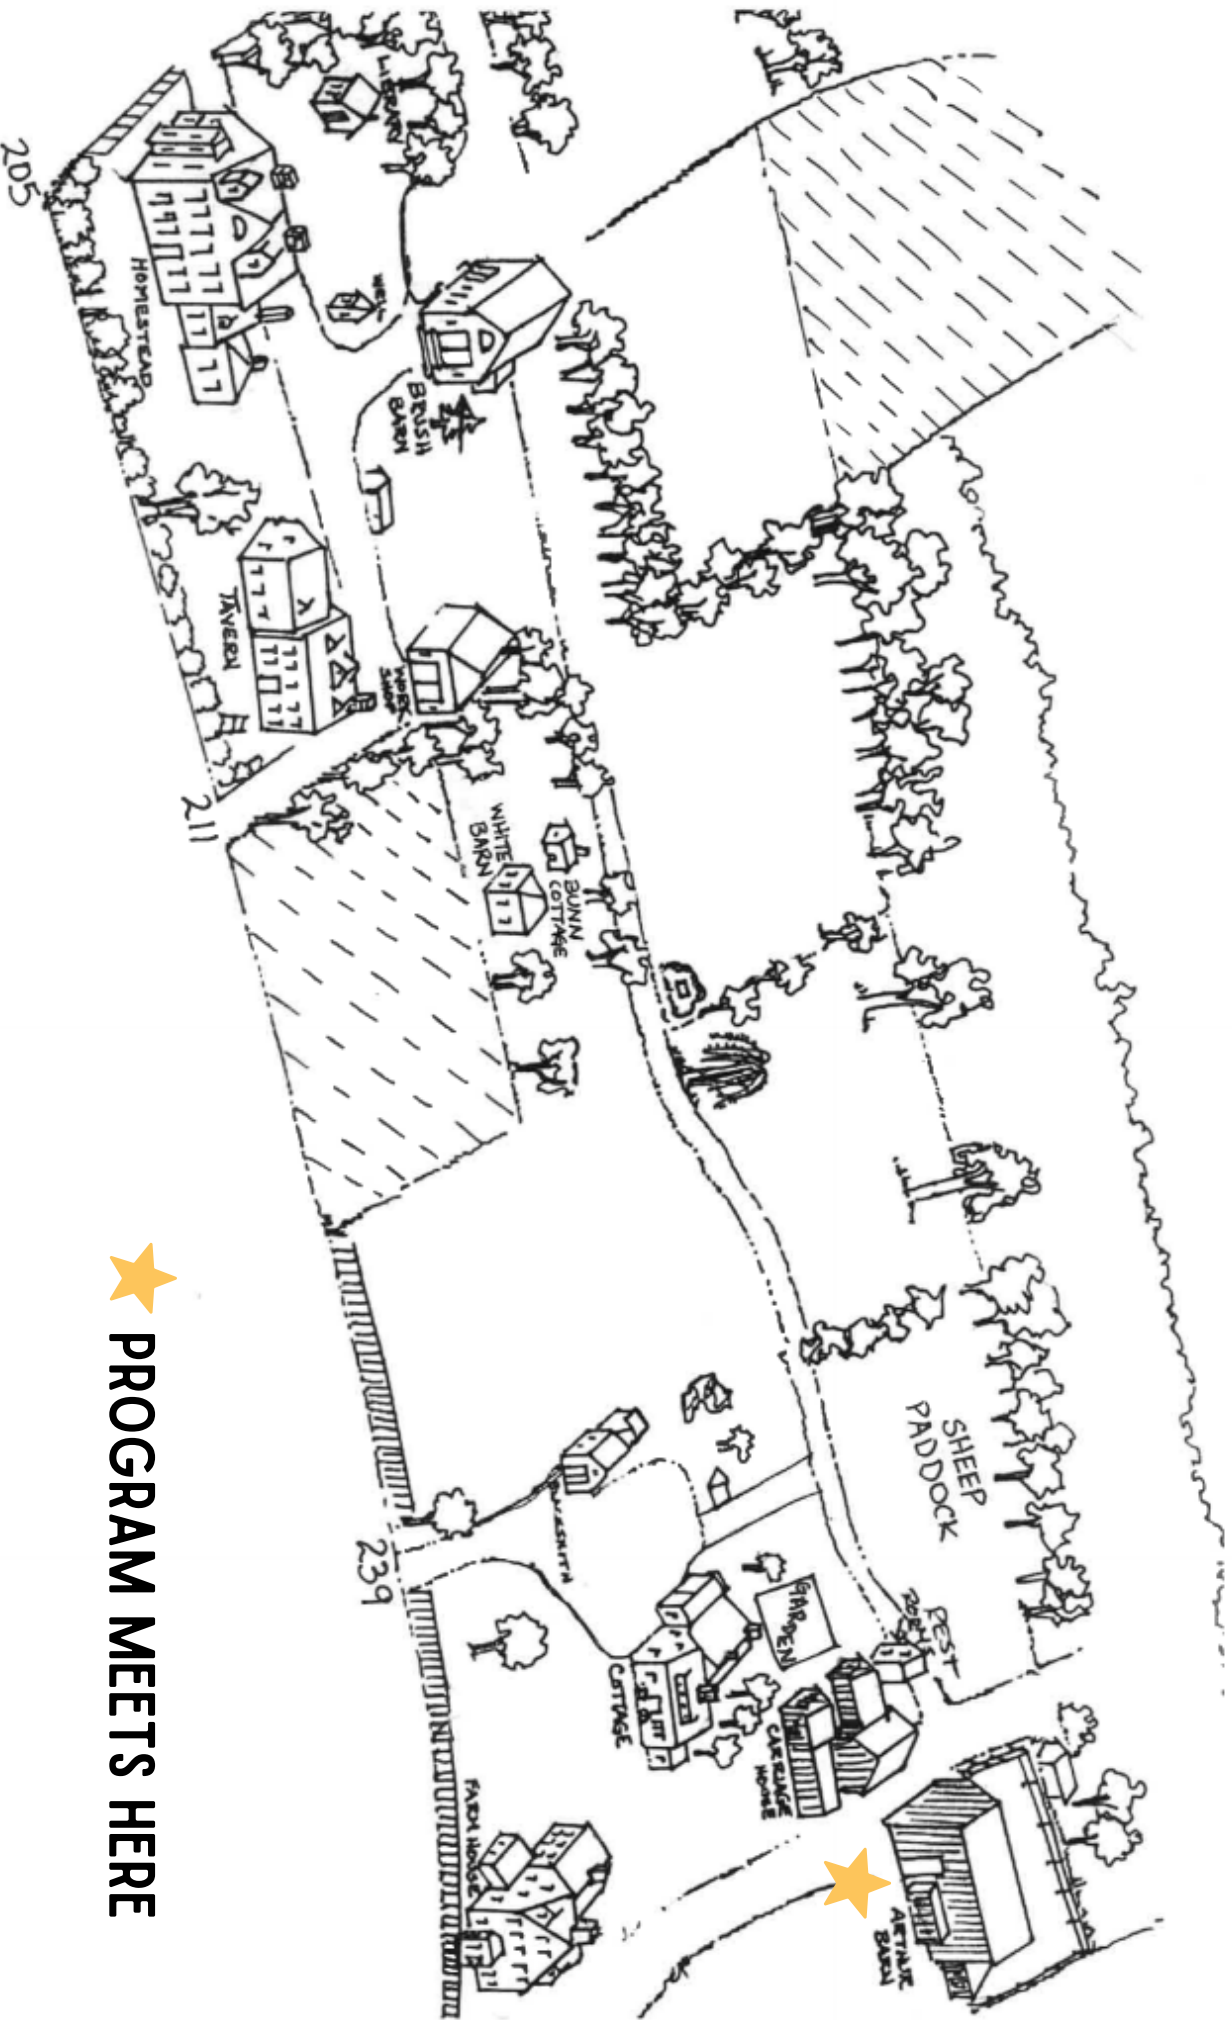 LIBRARY
205
HOMESTEAD
WELL
BRUSH
BARN
TAVERN
WORK
SHOP
211
WHITE
BARN
BUNN
COTTAGE
SHEEP
PADDOCK
239
GARDEN
COTTAGE
PEST
CARRIAGE
HOUSE
FARM HOUSE
ARTHUR
BARN
PROGRAM MEETS HERE